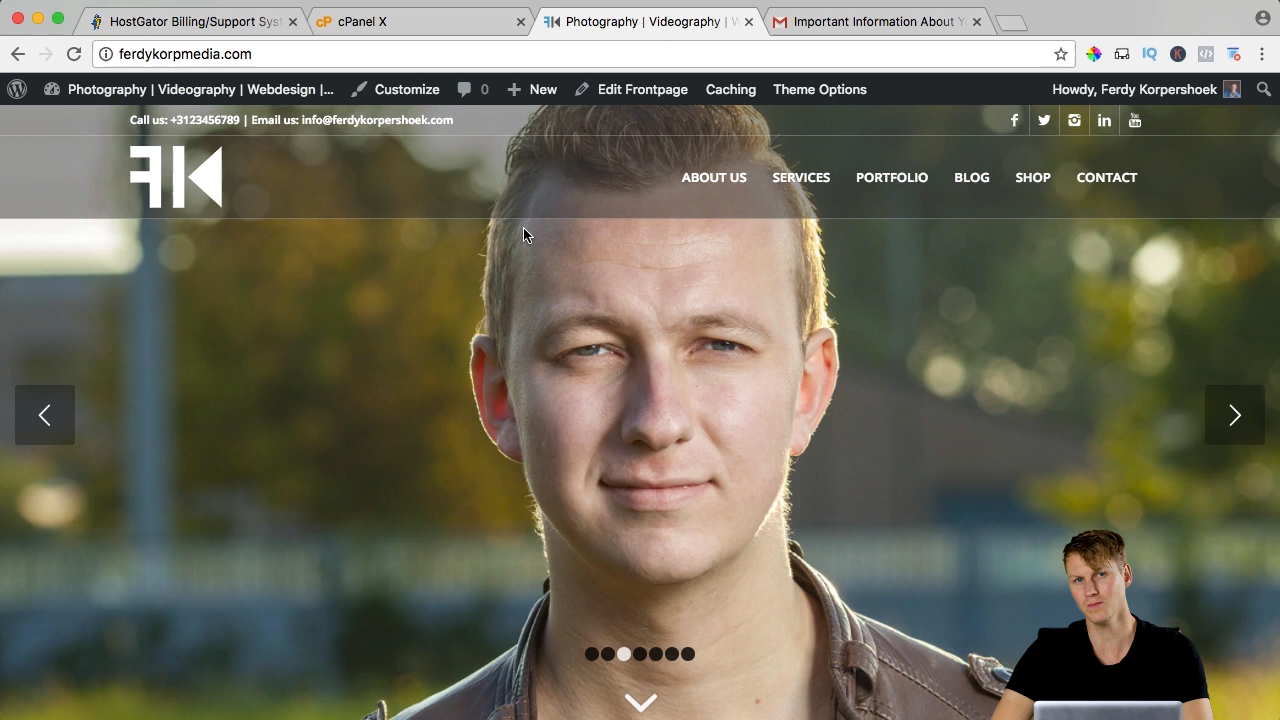 HostGator Billing/Support Sys
cPanel X
Photography | Videography |
Important Information About Y
ferdykorpmedia.com
Photography | Videography | Webdesign |...
Customize
0
New
Edit Frontpage
Caching
Theme Options
Howdy, Ferdy Korpershoek
Call us: +3123456789 | Email us: info@ferdykorpershoek.com
FK
ABOUT US
SERVICES
PORTFOLIO
BLOG
SHOP
CONTACT